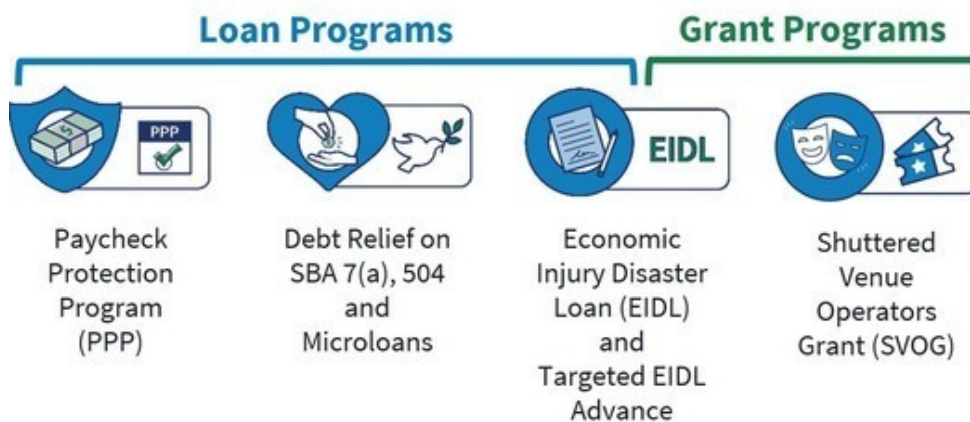 Loan Programs
Grant Programs
$
PPP
EIDL
Paycheck
Protection
Program
(PPP)
Debt Relief on
SBA 7(a), 504
and
Microloans
Economic
Injury Disaster
Loan (EIDL)
and
Targeted EIDL
Advance
Shuttered
Venue
Operators
Grant (SVOG)